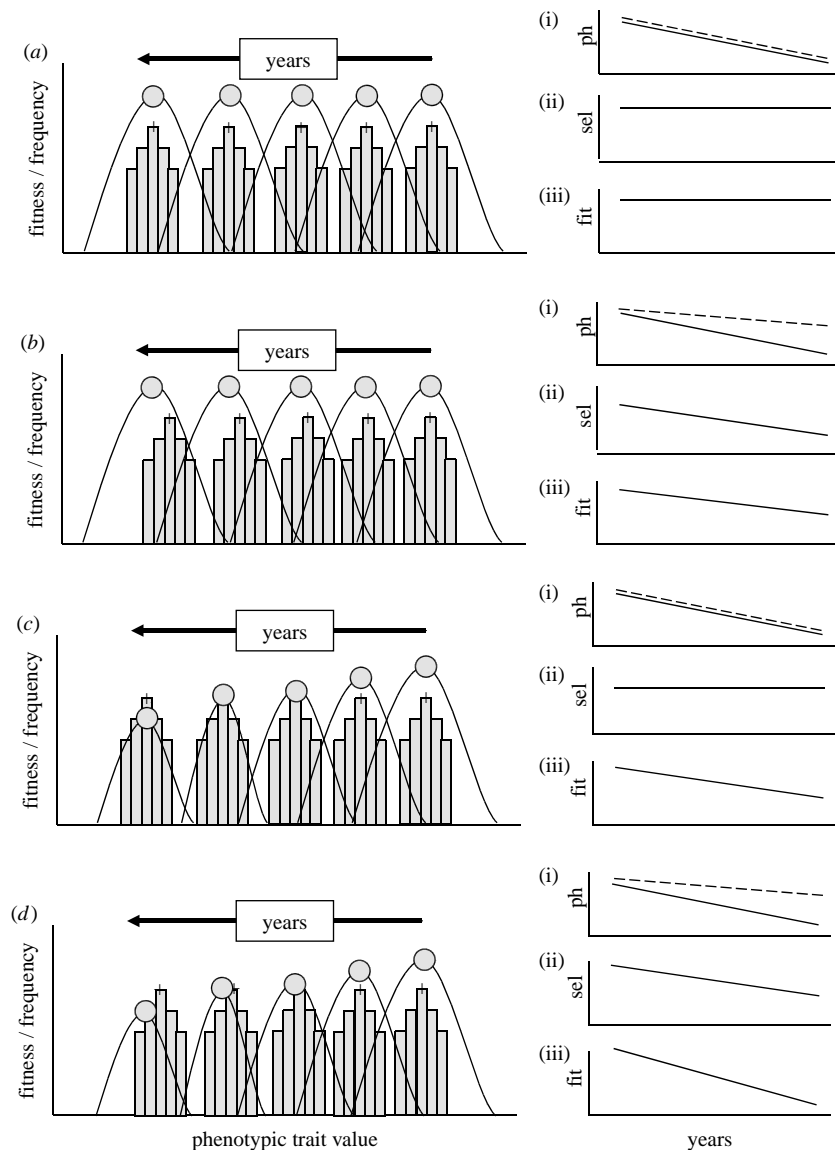 (a)
years
fitness / frequency
(i)
ph
(ii)
sel
(iii)
fit
(b)
years
fitness / frequency
(i)
ph
(ii)
sel
(iii)
fit
(c)
years
fitness / frequency
(i)
ph
(ii)
sel
(iii)
fit
(d)
years
fitness / frequency
(i)
ph
(ii)
sel
(iii)
fit
phenotypic trait value
years